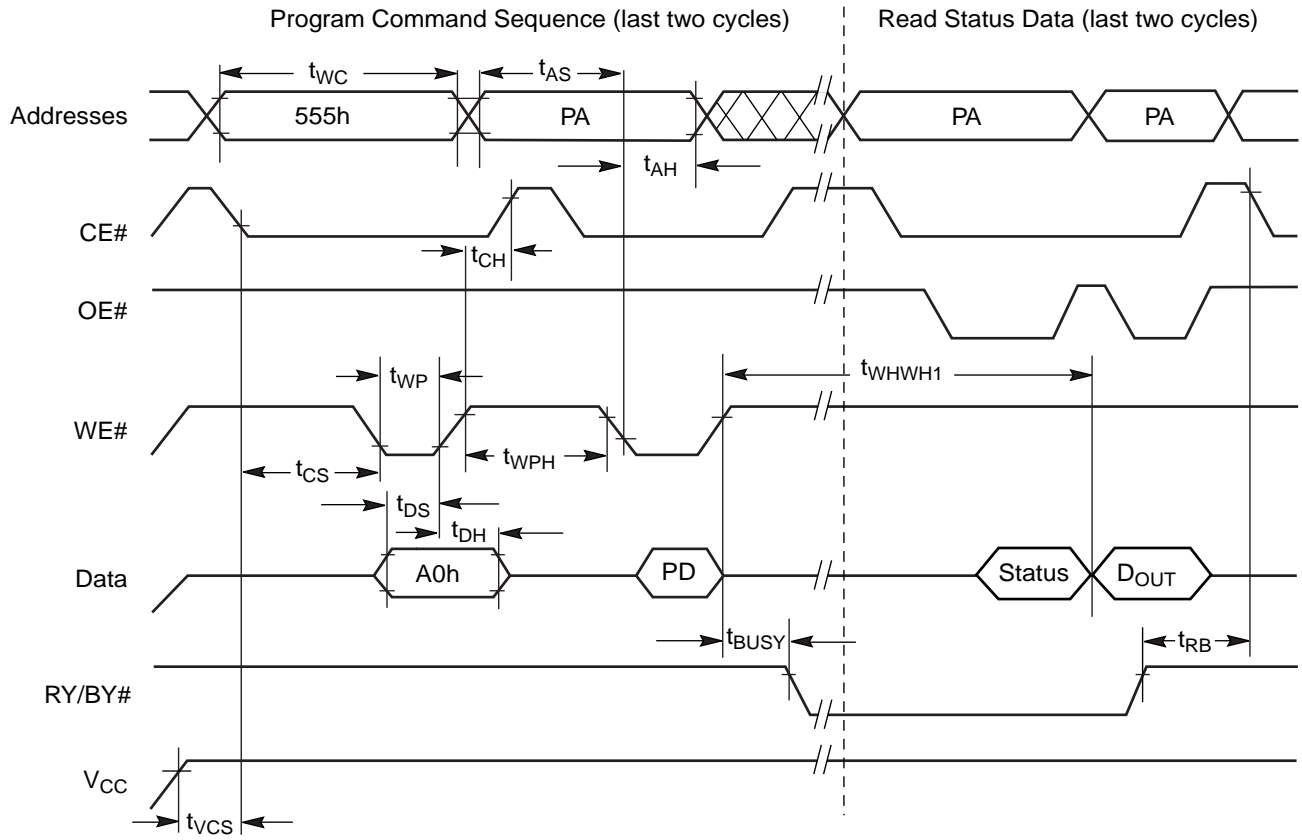 Program Command Sequence (last two cycles)
Read Status Data (last two cycles)
tWC
tAS
Addresses
555h
PA
PA
PA
tAH
CE#
tCH
OE#
tWP
tWHWH1
WE#
tCS
tWPH
tDS
tDH
Data
A0h
PD
Status
DOUT
tBUSY
tRB
RY/BY#
VCC
tVCS